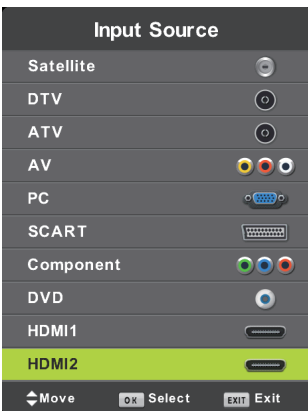 Input Source
Satellite
DTV
ATV
AV
PC
SCART
Component
DVD
HDMI1
HDMI2
Move OK Select EXIT Exit